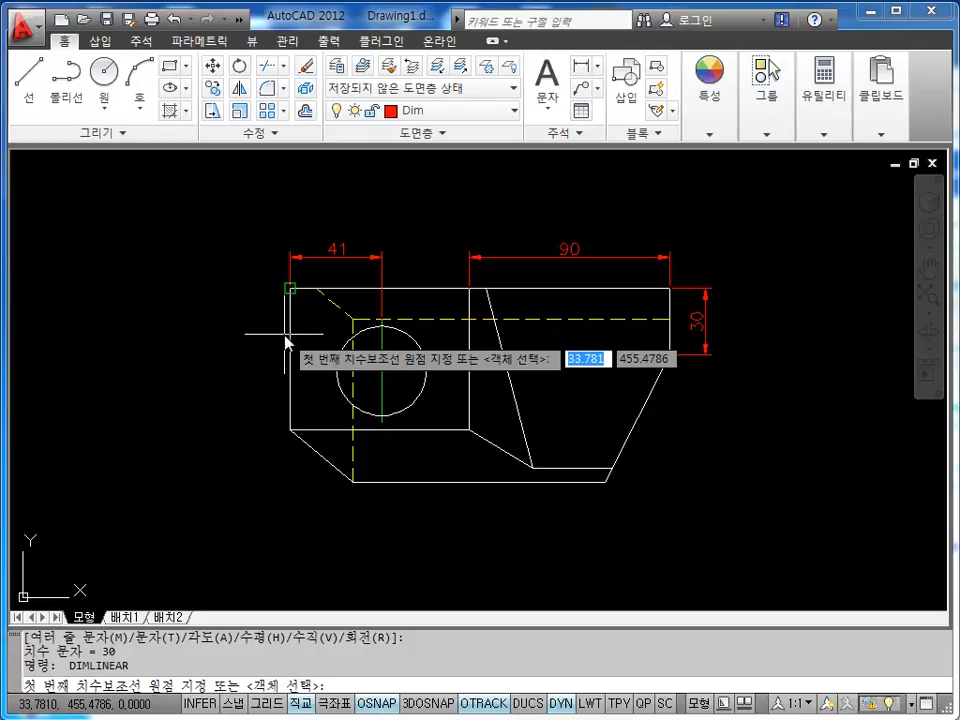 AutoCAD 2012 Drawing1.d... 키워드 또는 구절 입력 로그인
홈 삽입 주석 파라메트릭 뷰 관리 출력 플러그인 온라인
선 폴리선 원 호
저장되지 않은 도면층 상태
Dim
문자 삽입 특성 그룹 유틸리티 클립보드
그리기 수정 도면층 주석 블록
41 90
30
첫 번째 치수보조선 원점 지정 또는 <객체 선택>: 33.781 455.4786
Y
X
모형 배치1 배치2
[여러 줄 문자(M)/문자(T)/각도(A)/수평(H)/수직(V)/회전(R)]:
치수 문자 = 30
명령: DIMLINEAR
첫 번째 치수보조선 원점 지정 또는 <객체 선택>:
33.7810, 455.4786, 0.0000 INFER 스냅 그리드 직교 극좌표 OSNAP 3DOSNAP OTRACK DUCS DYN LWT TPY QP SC 모형 1:1